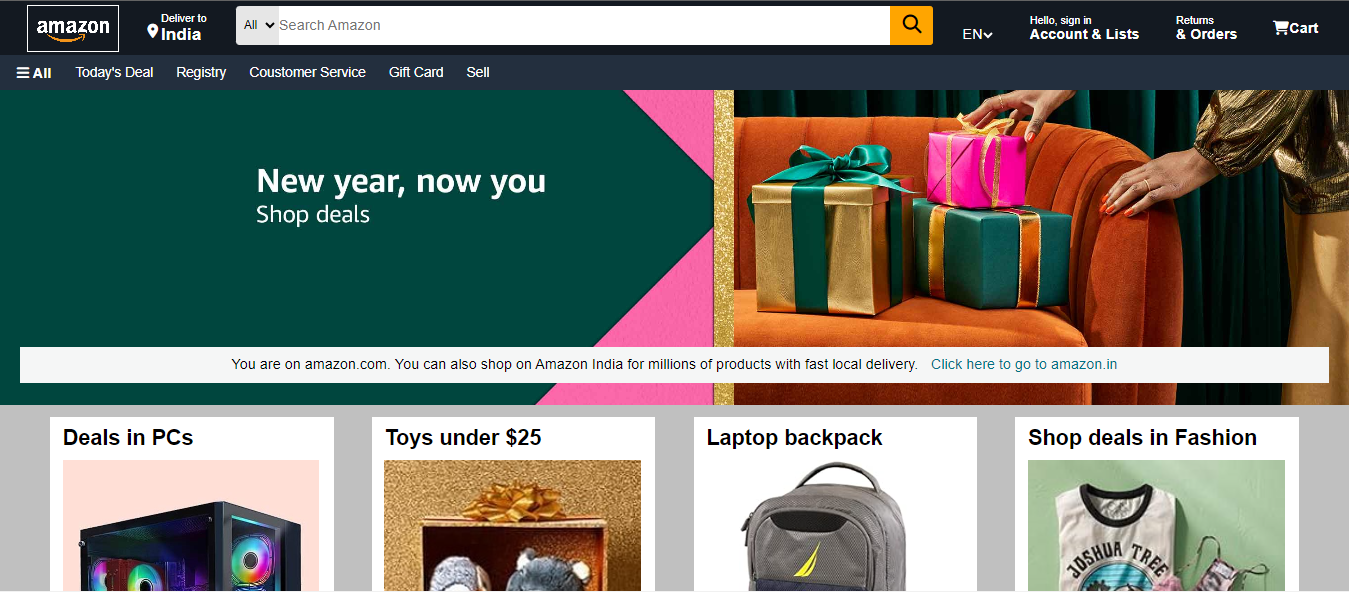 amazon
Deliver to
India
All
Search Amazon
EN
Hello, sign in
Account & Lists
Returns
& Orders
Cart
All
Today's Deal
Registry
Coustomer Service
Gift Card
Sell
New year, now you
Shop deals
You are on amazon.com. You can also shop on Amazon India for millions of products with fast local delivery. Click here to go to amazon.in
Deals in PCs
Toys under $25
Laptop backpack
Shop deals in Fashion
JOSHUA TREE